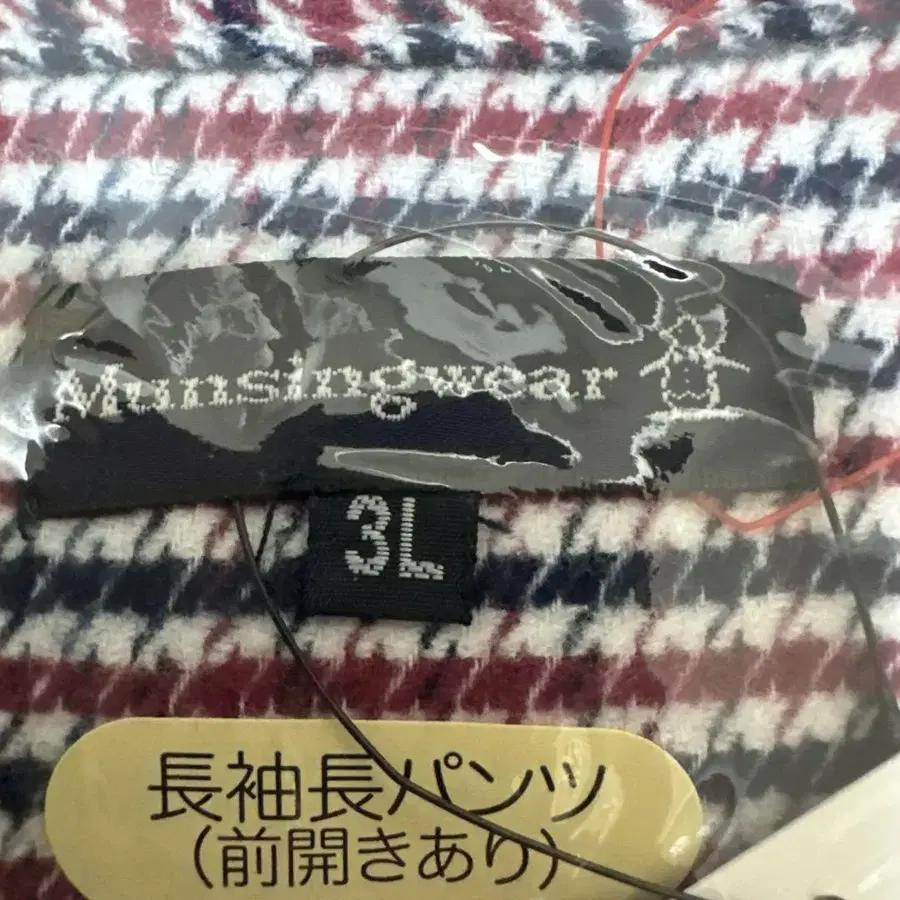 Munsingwear
3L
長袖長パンツ
(前開きあり)